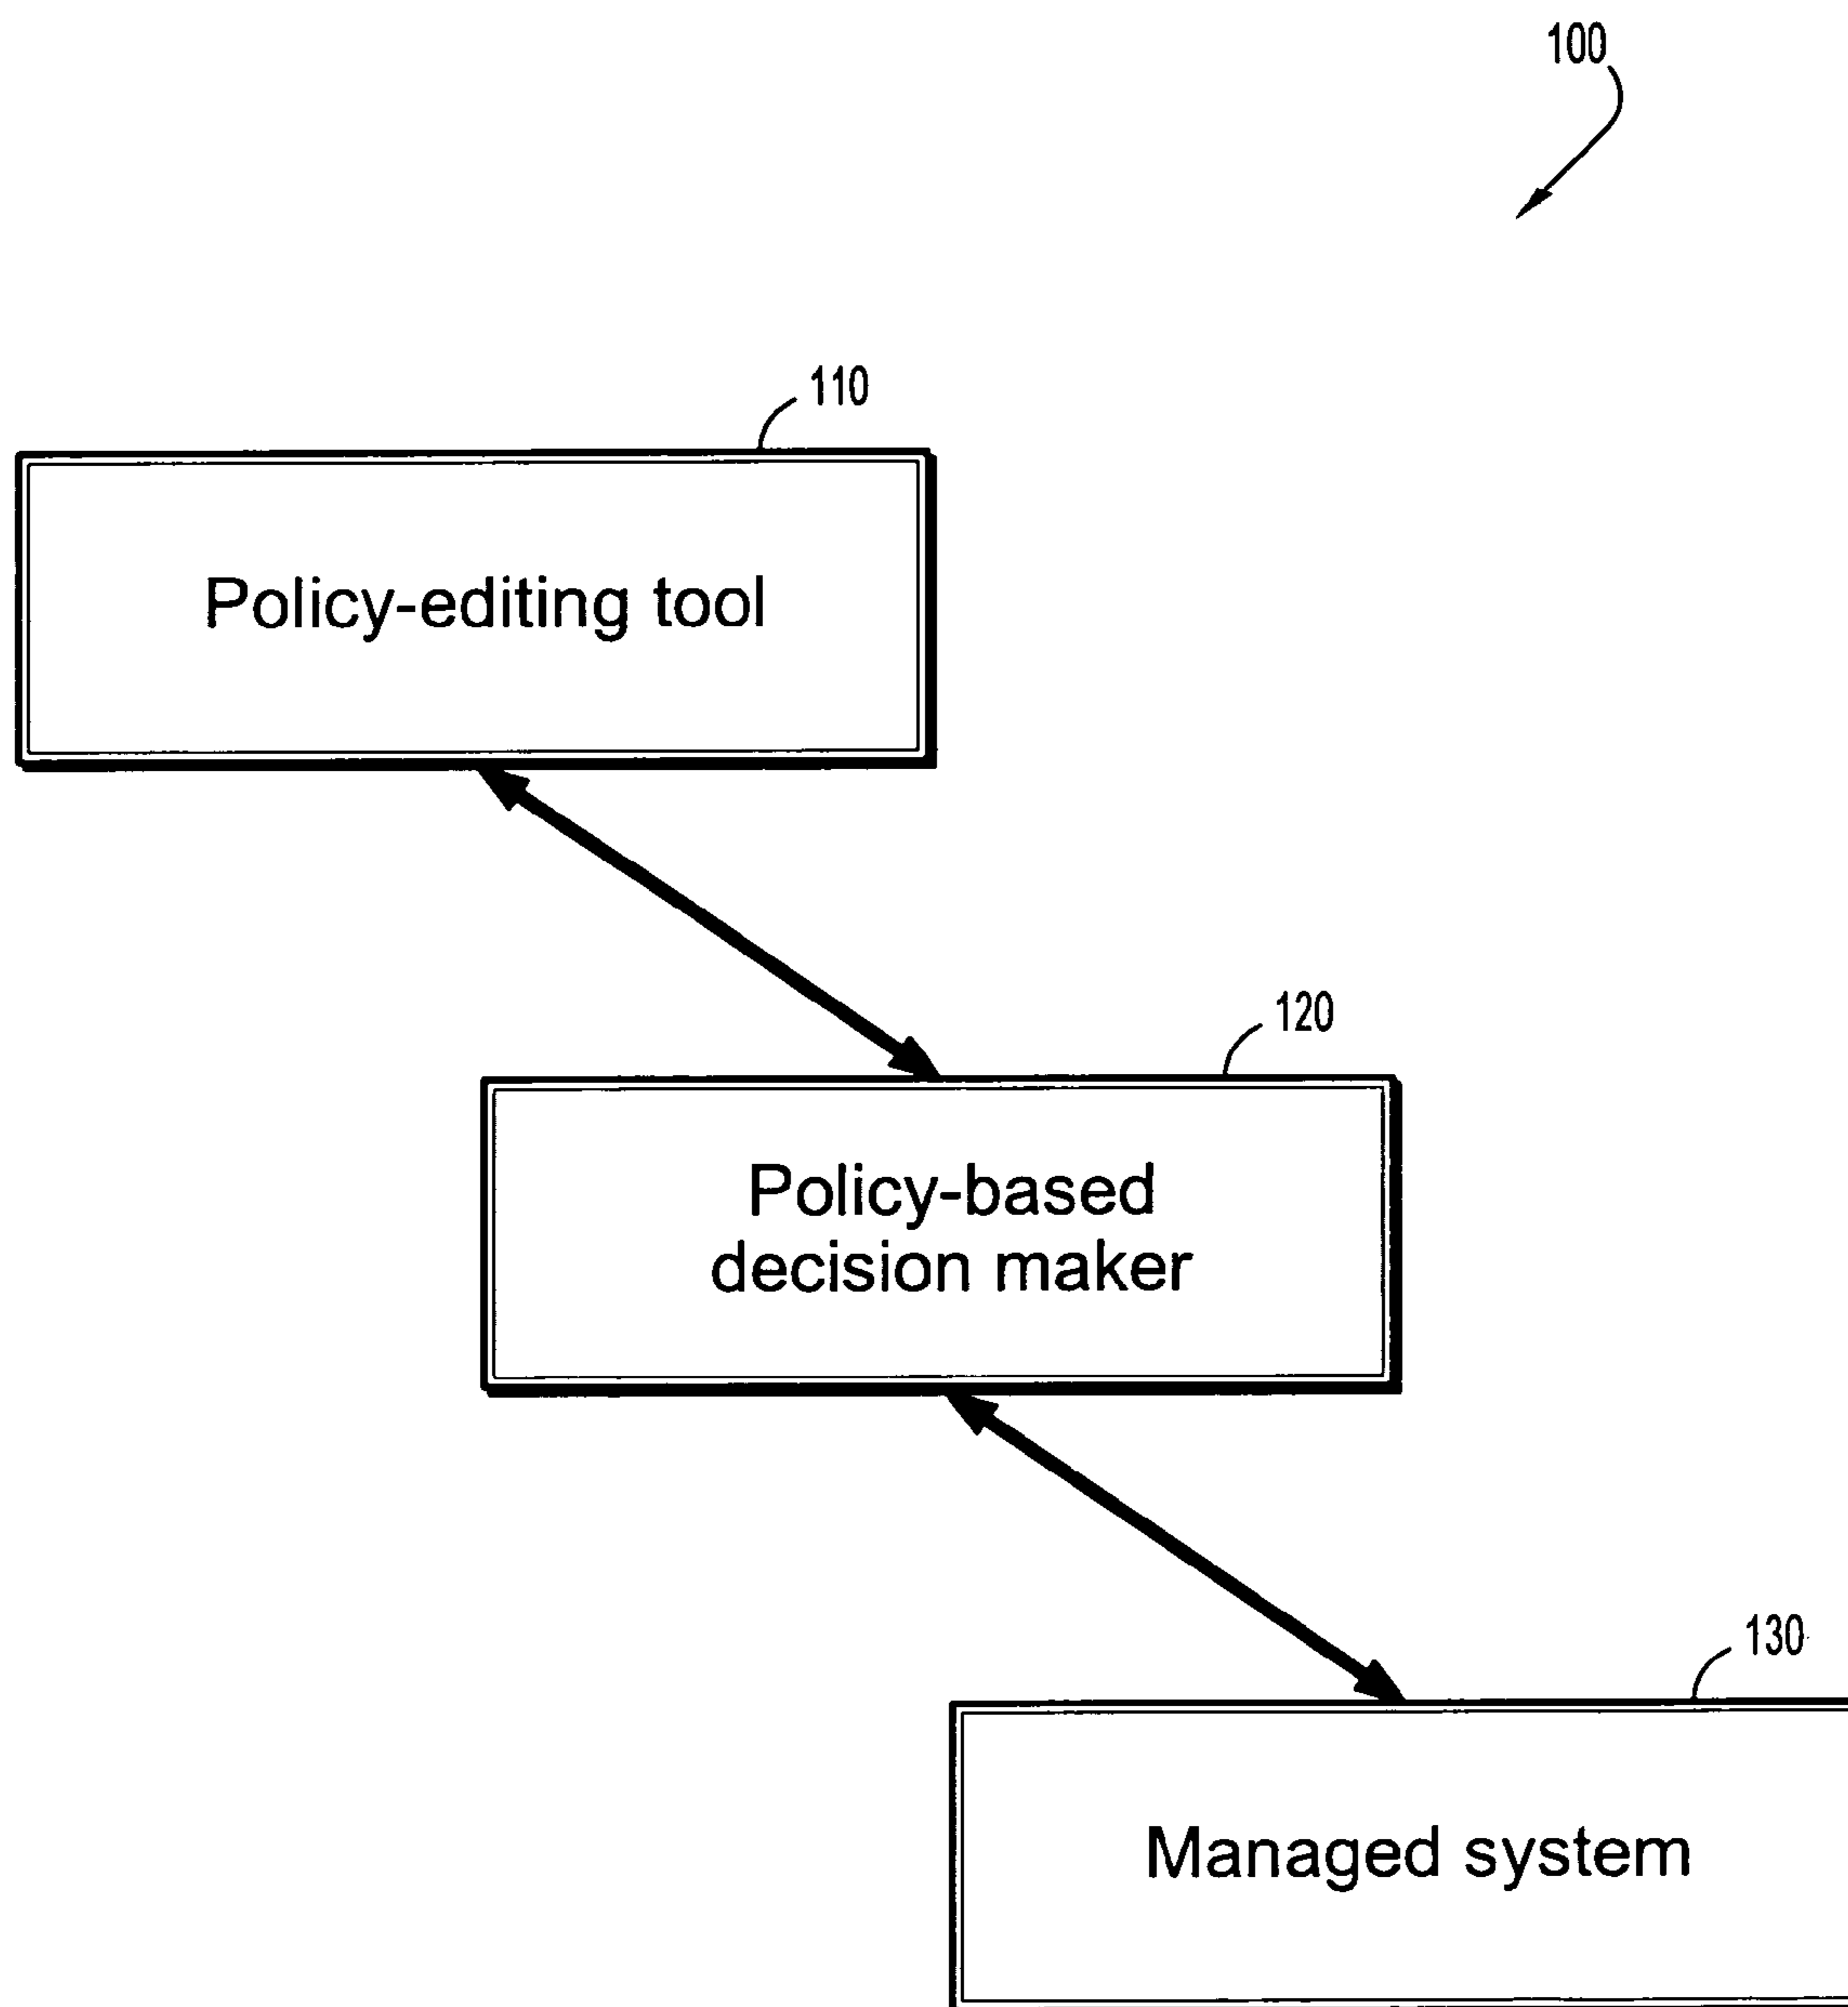 100
110
Policy-editing tool
120
Policy-based
decision maker
130
Managed system